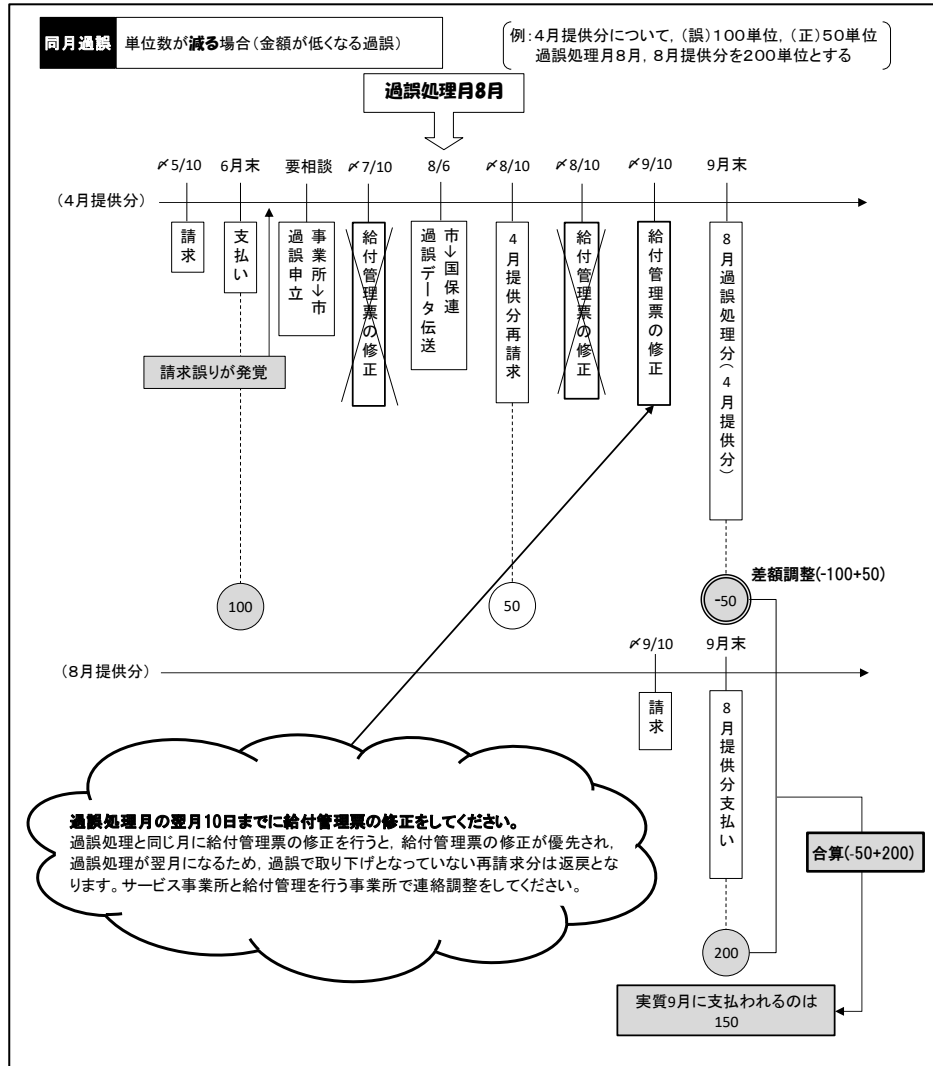 同月過誤 単位数が減る場合(金額が低くなる過誤)
例:4月提供分について,(誤)100単位,(正)50単位
過誤処理月8月,8月提供分を200単位とする
過誤処理月8月
〆5/10 6月末 要相談 〆7/10 8/6 〆8/10 〆8/10 〆9/10 9月末
(4月提供分)
請求
支払い
事業所→市
過誤申立
給付管理票の修正
市→国保連
過誤データ伝送
4月提供分再請求
給付管理票の修正
給付管理票の修正
8月過誤処理分(4月提供分)
請求誤りが発覚
差額調整(-100+50)
100
50
-50
〆9/10 9月末
(8月提供分)
請求
8月提供分支払い
過誤処理月の翌月10日までに給付管理票の修正をしてください。
過誤処理と同じ月に給付管理票の修正を行うと,給付管理票の修正が優先され,
過誤処理が翌月になるため,過誤で取り下げとなっていない再請求分は返戻とな
ります。サービス事業所と給付管理を行う事業所で連絡調整をしてください。
合算(-50+200)
200
実質9月に支払われるのは
150